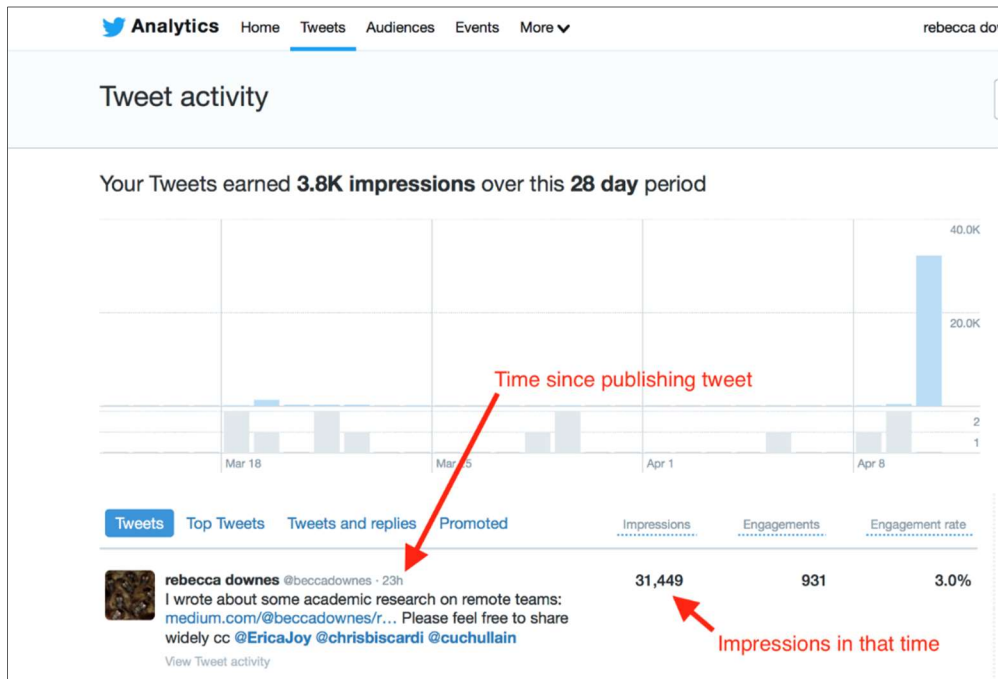 Analytics Home Tweets Audiences Events More rebecca dow
Tweet activity
Your Tweets earned 3.8K impressions over this 28 day period
40.0K
20.0K
Time since publishing tweet
2
1
Mar 18 Mar 25 Apr 1 Apr 8
Tweets Top Tweets Tweets and replies Promoted Impressions Engagements Engagement rate
rebecca downes @beccadownes · 23h 31,449 931 3.0%
I wrote about some academic research on remote teams:
medium.com/@beccadownes/r... Please feel free to share
widely cc @EricaJoy @chrisbiscardi @cuchullain
Impressions in that time
View Tweet activity